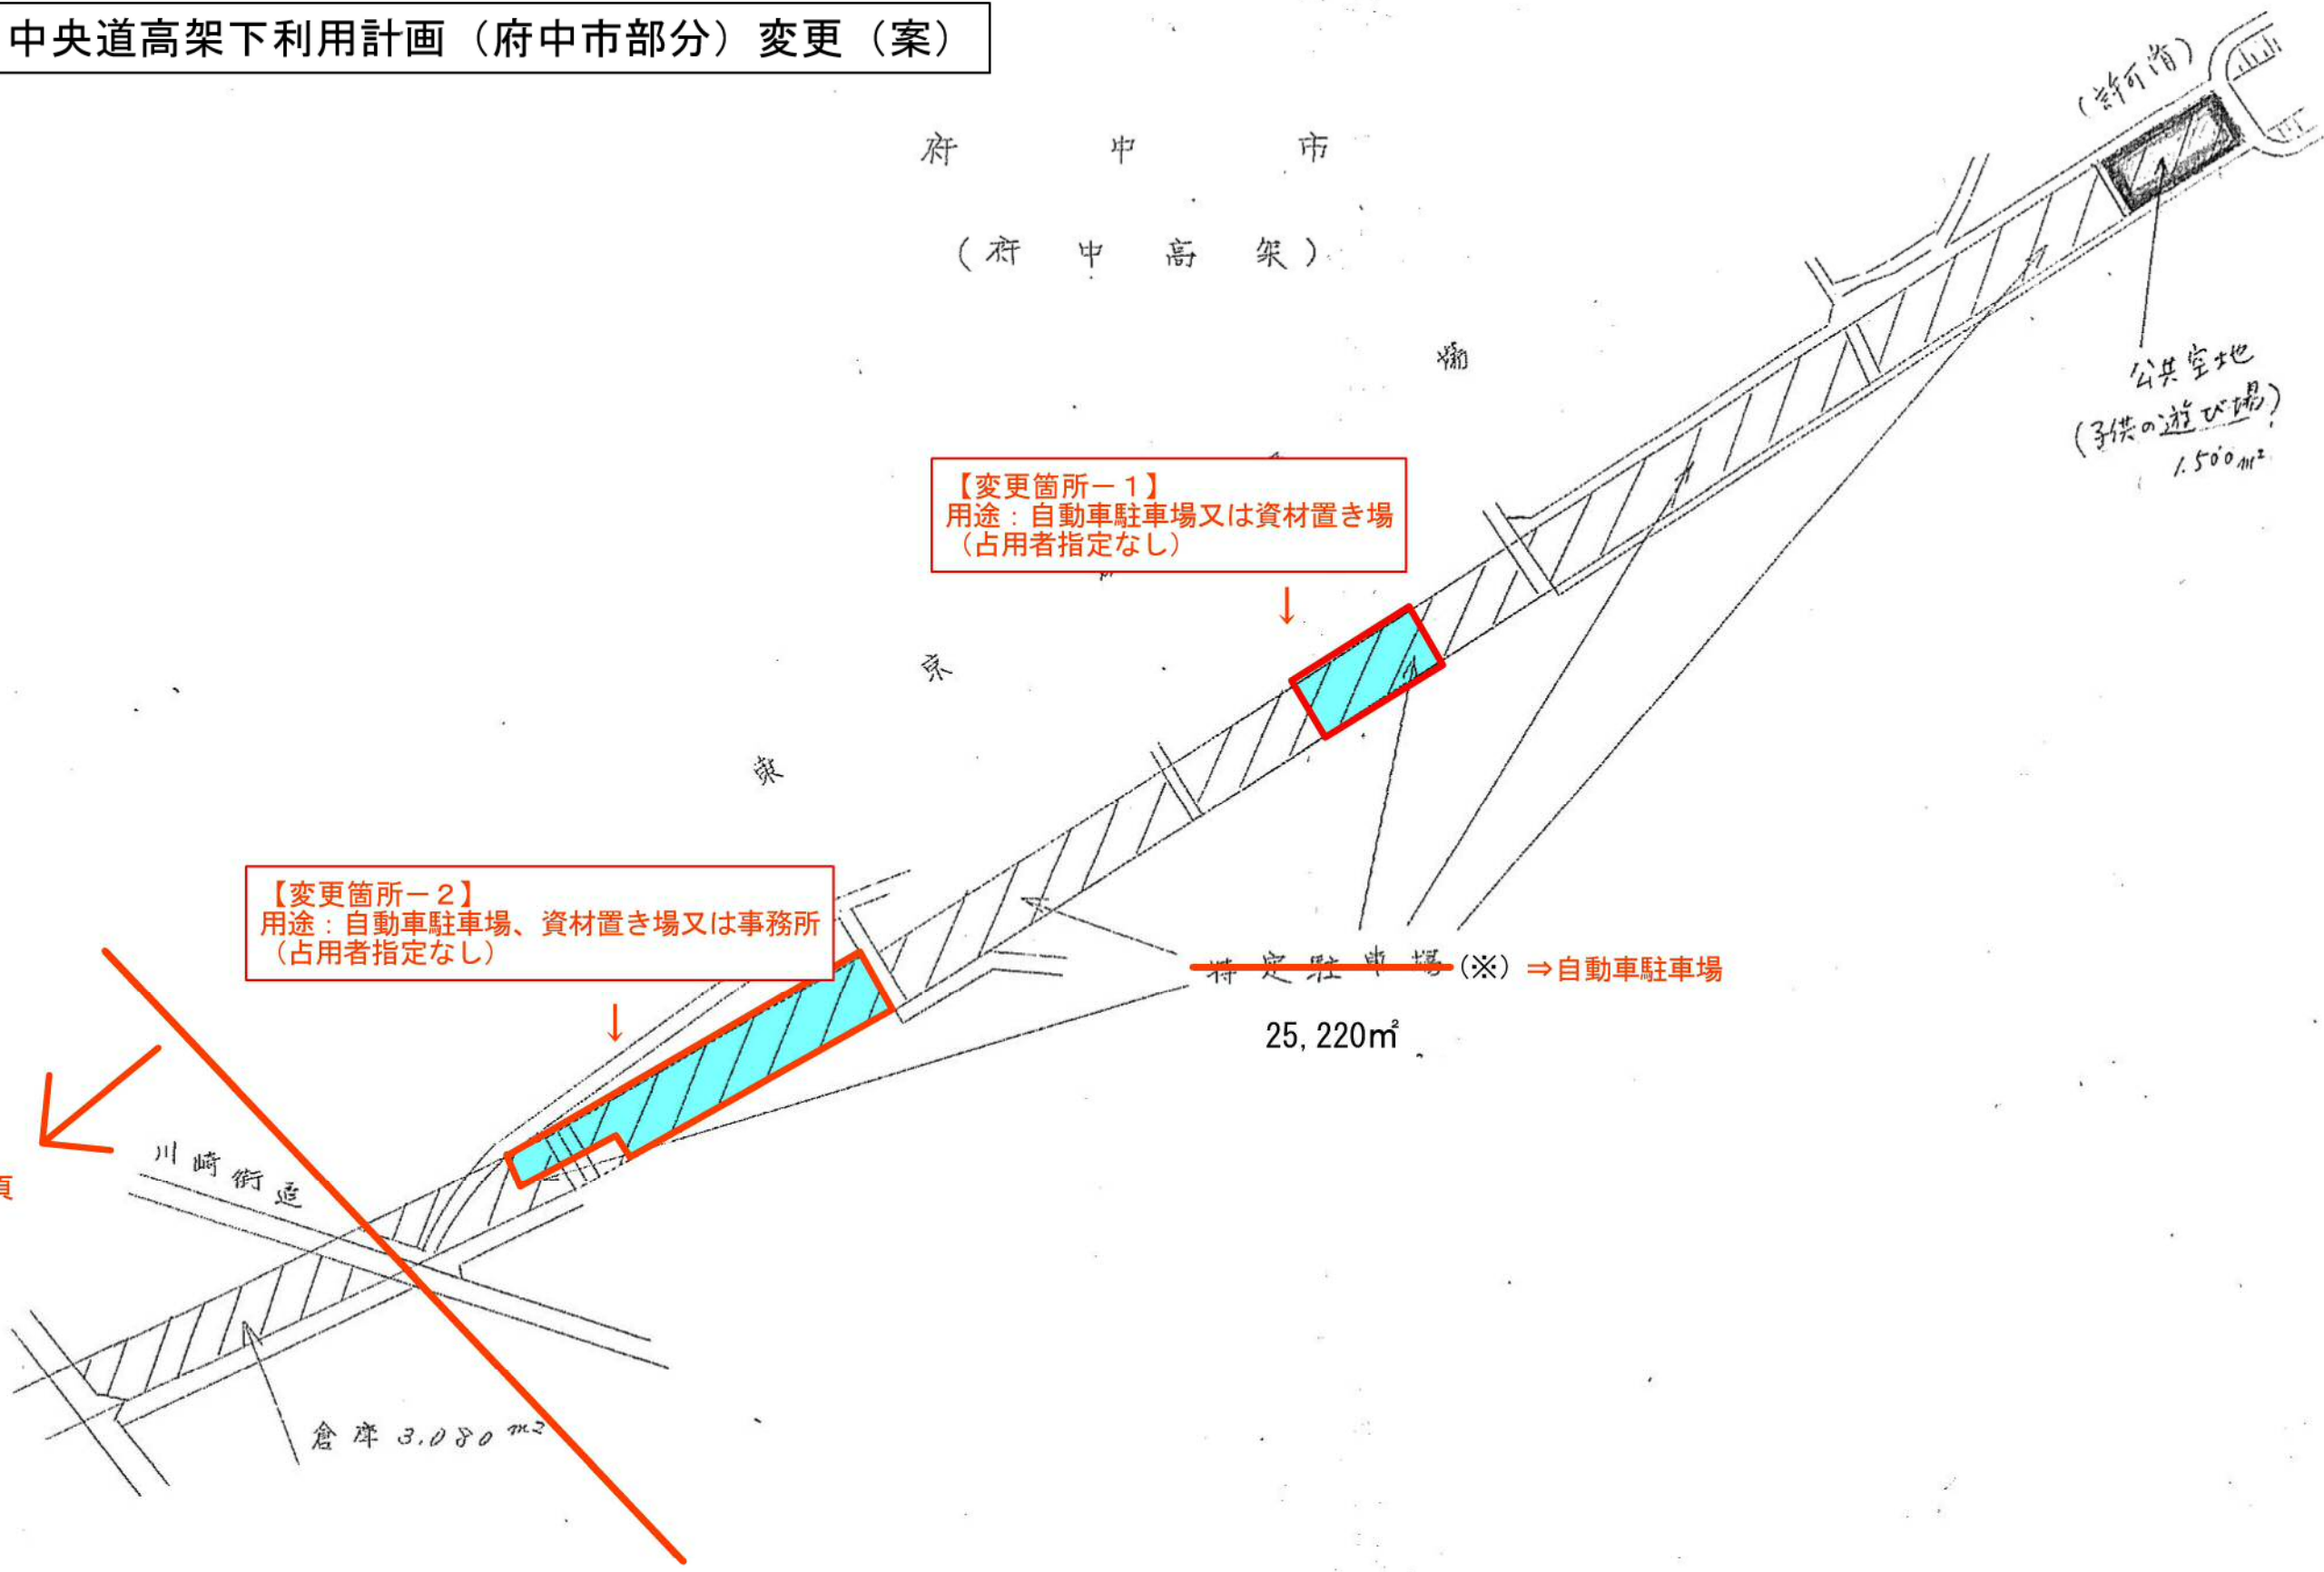 中央道高架下利用計画（府中市部分）変更（案）
（許可済）
府中市
（府中高架）
公共空地
（子供の遊び場）
1.500m²
【変更箇所－１】
用途：自動車駐車場又は資材置き場
（占用者指定なし）
京
東
【変更箇所－２】
用途：自動車駐車場、資材置き場又は事務所
（占用者指定なし）
特定駐車場（※）⇒自動車駐車場
25,220㎡
川崎街道
倉庫 3.080 m2